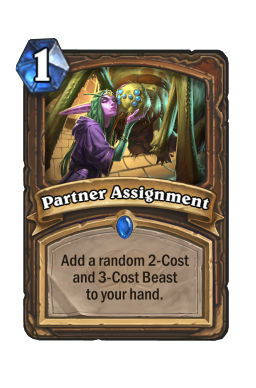 1
Partner Assignment
Add a random 2-Cost
and 3-Cost Beast
to your hand.